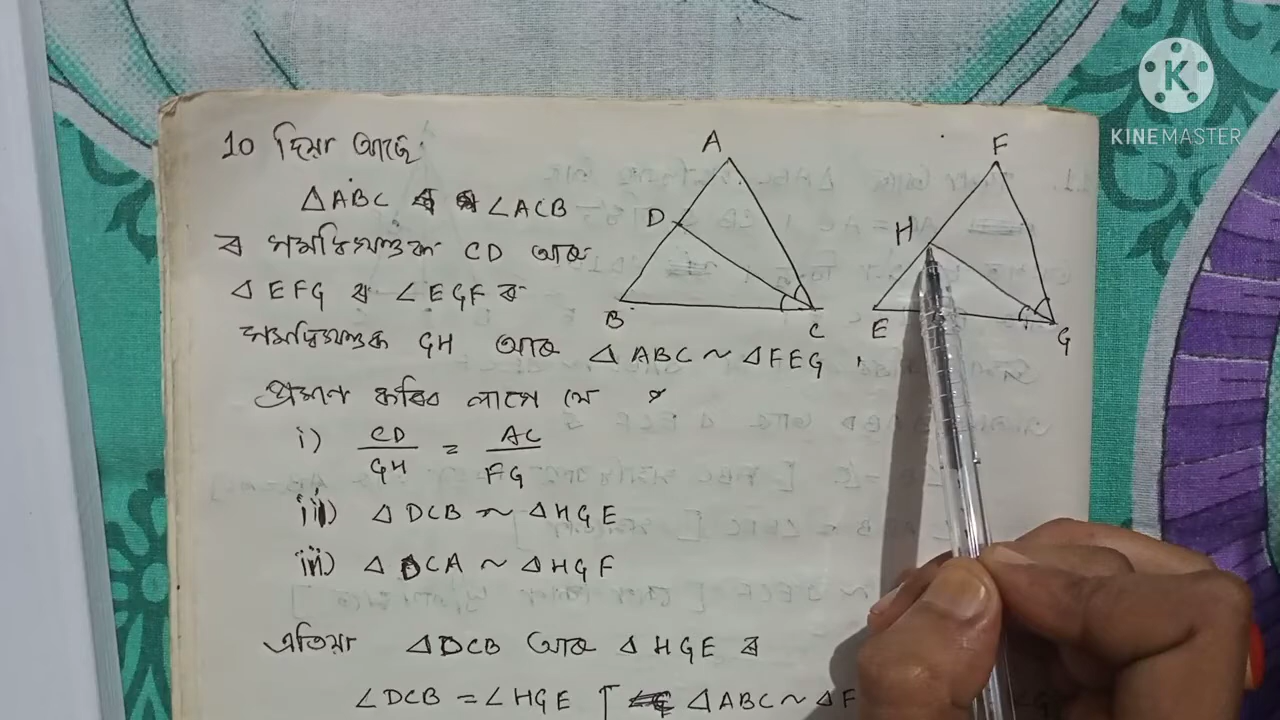 10 দিয়া আছে
△ABC ৰ ∠ACB
ৰ সমদ্বিখণ্ডক CD আৰু
△EFG ৰ ∠EGF ৰ
সমদ্বিখণ্ডক GH আৰু △ABC ~ △FEG
প্ৰমাণ কৰিব লাগে যে
i) CD/GH = AC/FG
ii) △DCB ~ △HGE
iii) △DCA ~ △HGF
এতিয়া △DCB আৰু △HGE ৰ
∠DCB = ∠HGE [ △ABC ~ △F
A
D
B
C
F
H
E
G
K
KINEMASTER